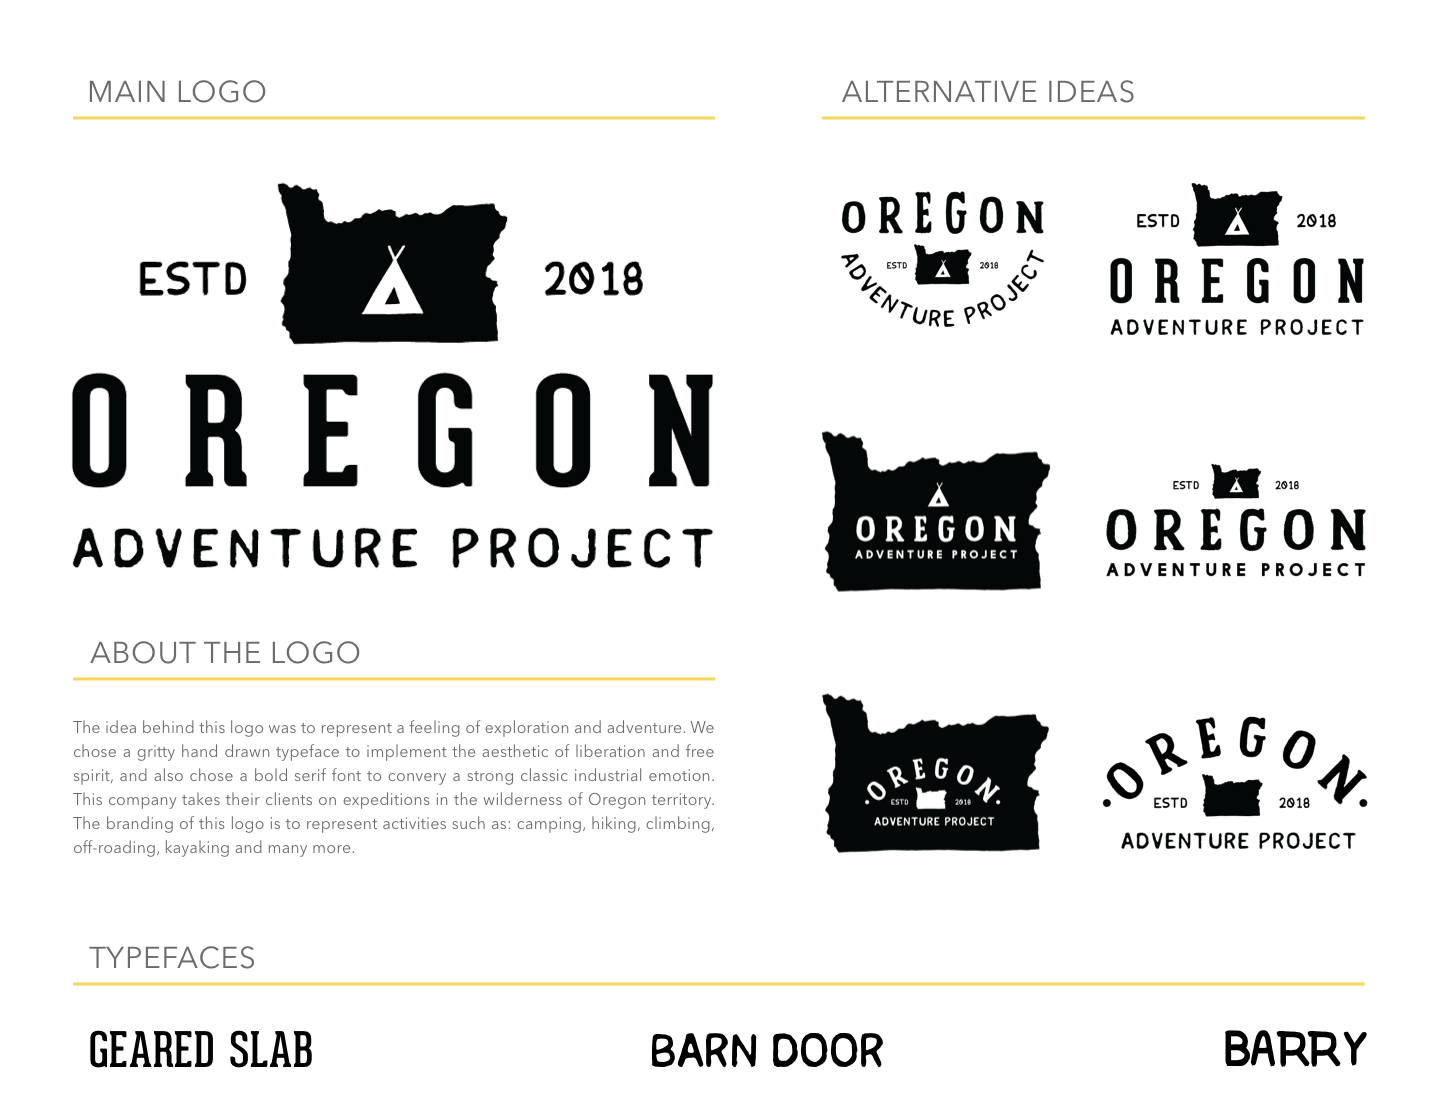 MAIN LOGO
ESTD 2018
OREGON
ADVENTURE PROJECT
ABOUT THE LOGO
The idea behind this logo was to represent a feeling of exploration and adventure. We
chose a gritty hand drawn typeface to implement the aesthetic of liberation and free
spirit, and also chose a bold serif font to convery a strong classic industrial emotion.
This company takes their clients on expeditions in the wilderness of Oregon territory.
The branding of this logo is to represent activities such as: camping, hiking, climbing,
off-roading, kayaking and many more.
ALTERNATIVE IDEAS
OREGON
ESTD 2018
ADVENTURE PROJECT
ESTD 2018
OREGON
ADVENTURE PROJECT
OREGON
ADVENTURE PROJECT
ESTD 2018
OREGON
ADVENTURE PROJECT
·OREGON·
ESTD 2018
ADVENTURE PROJECT
·OREGON·
ESTD 2018
ADVENTURE PROJECT
TYPEFACES
GEARED SLAB
BARN DOOR
BARRY